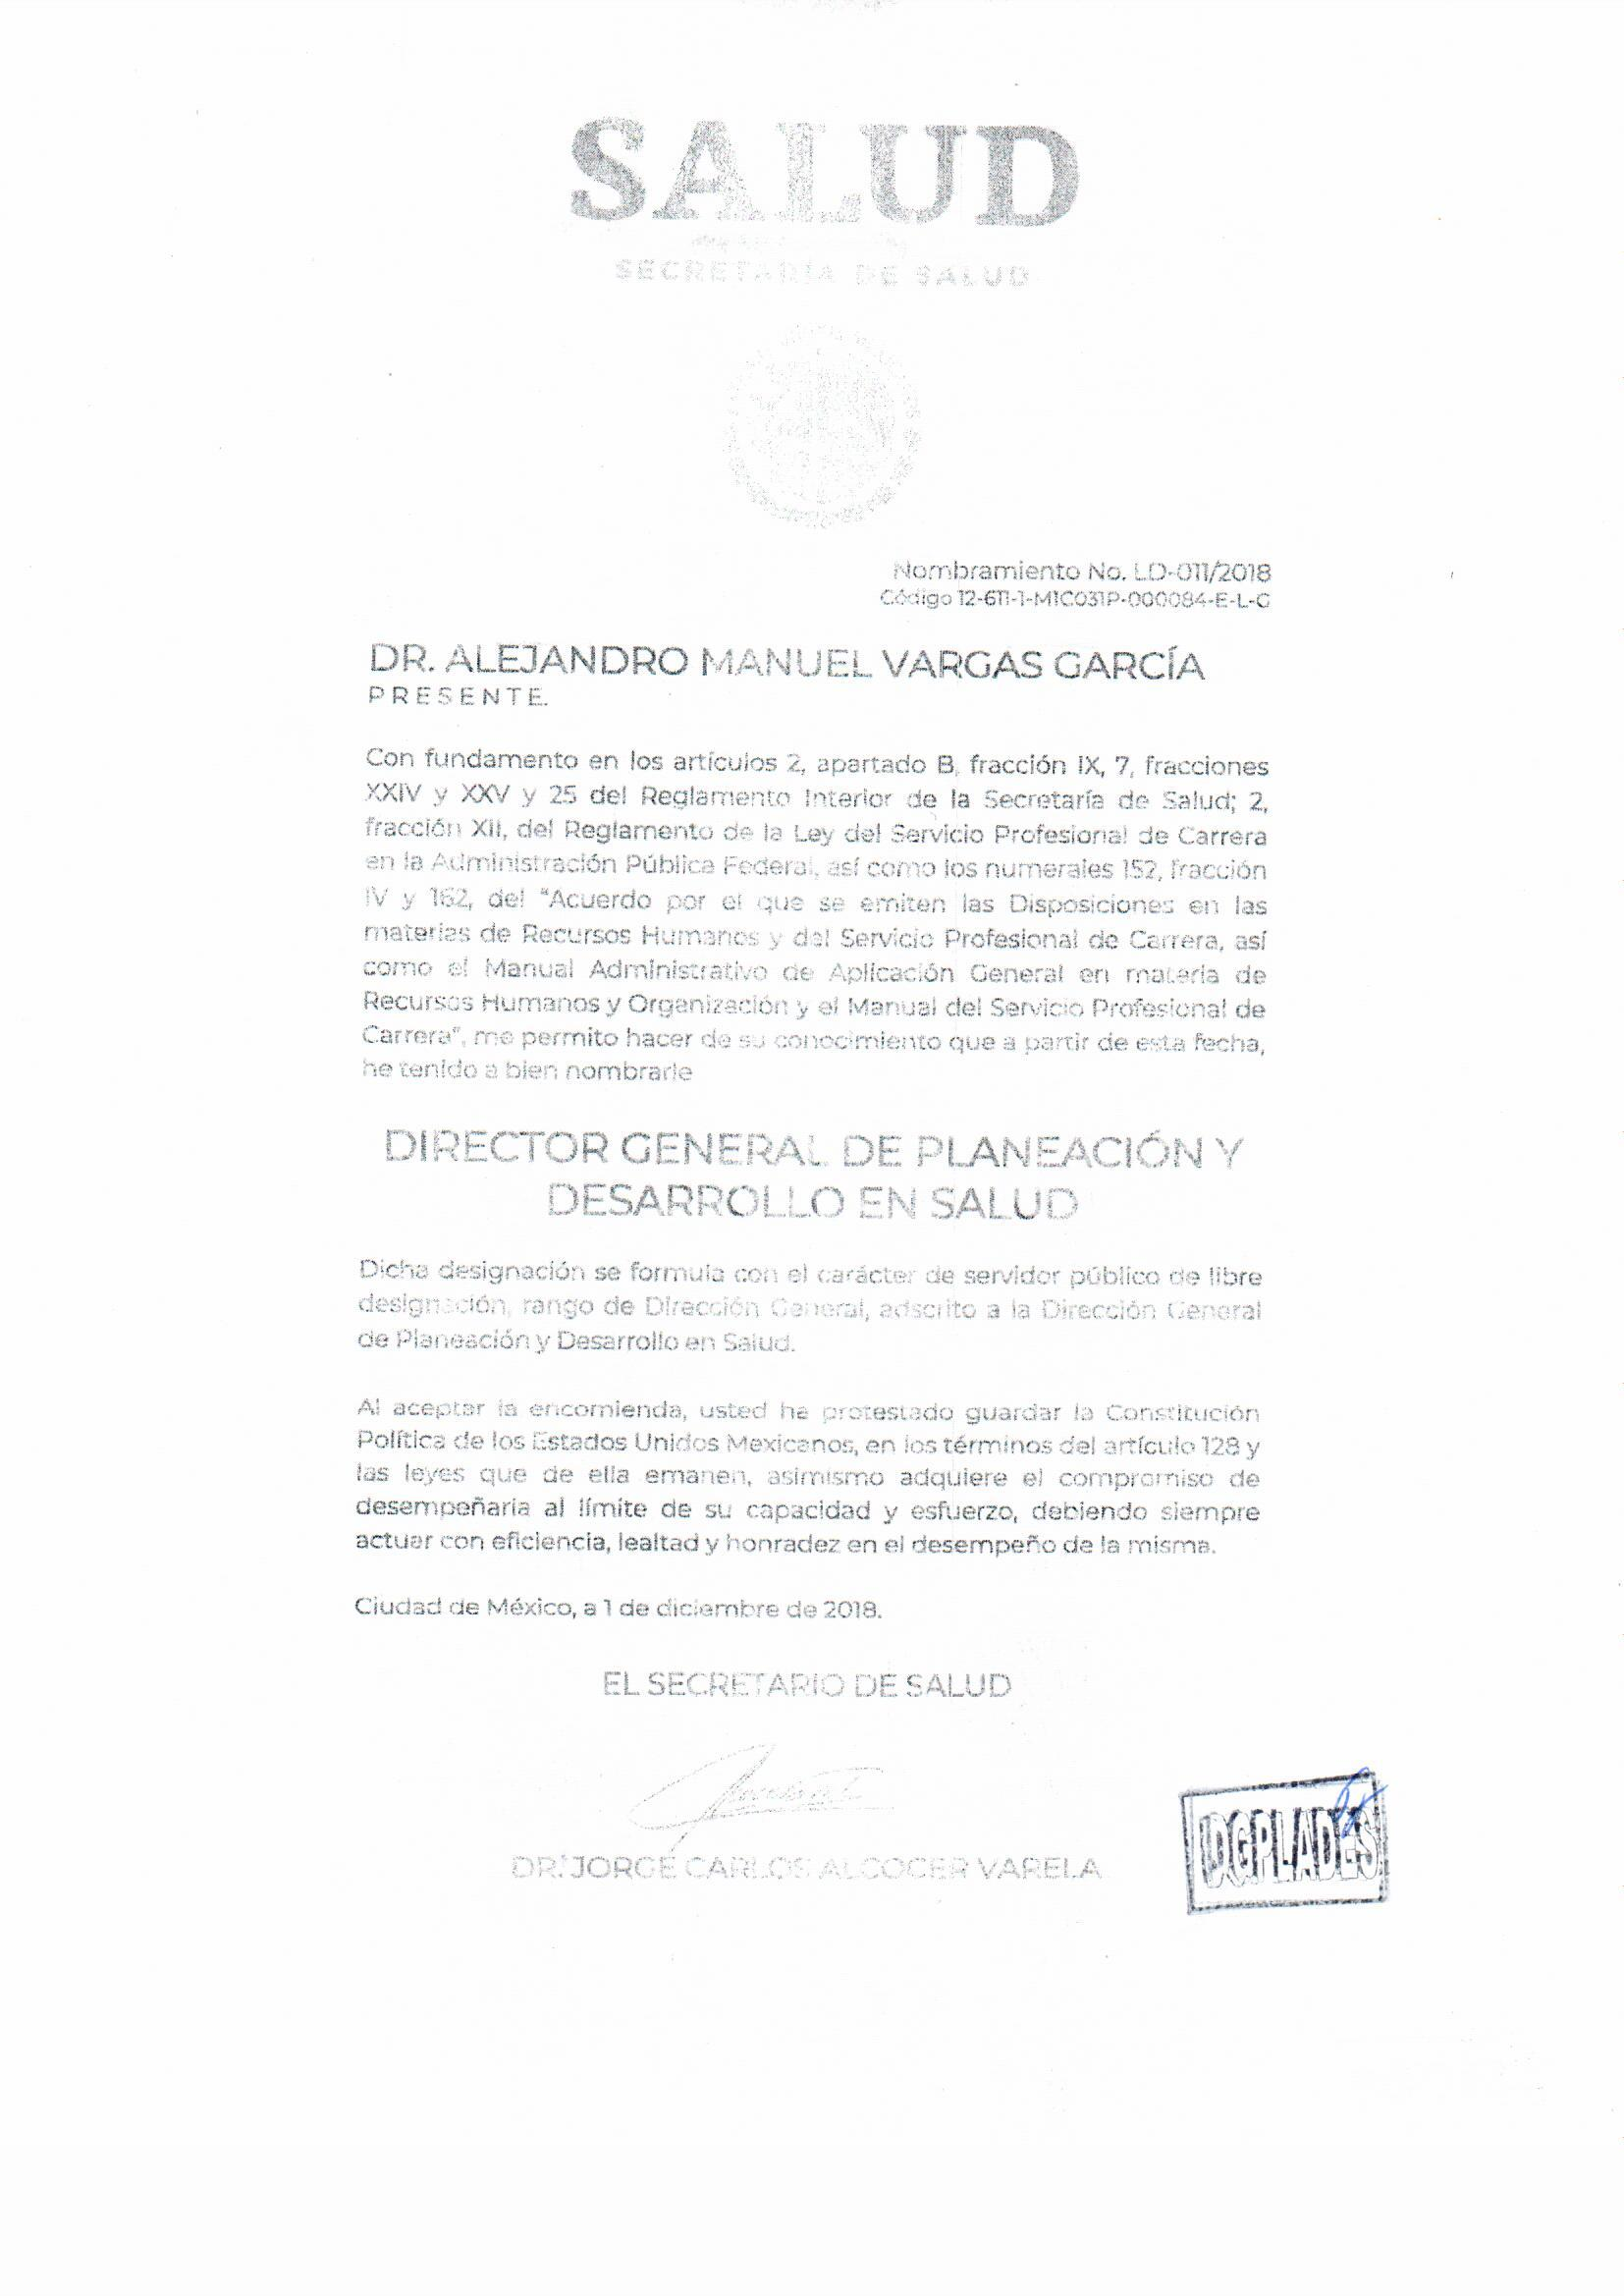 SALUD
SECRETARÍA DE SALUD
Nombramiento No. LD-011/2018
Código 12-611-1-M1C031P-000084-E-L-G
DR. ALEJANDRO MANUEL VARGAS GARCÍA
PRESENTE.
Con fundamento en los artículos 2, apartado B, fracción IX, 7, fracciones
XXIV y XXV y 25 del Reglamento Interior de la Secretaría de Salud; 2,
fracción XII, del Reglamento de la Ley del Servicio Profesional de Carrera
en la Administración Pública Federal, así como los numerales 152, fracción
IV y 162, del “Acuerdo por el que se emiten las Disposiciones en las
materias de Recursos Humanos y del Servicio Profesional de Carrera, así
como el Manual Administrativo de Aplicación General en materia de
Recursos Humanos y Organización y el Manual del Servicio Profesional de
Carrera”, me permito hacer de su conocimiento que a partir de esta fecha,
he tenido a bien nombrarle
DIRECTOR GENERAL DE PLANEACIÓN Y
DESARROLLO EN SALUD
Dicha designación se formula con el carácter de servidor público de libre
designación, rango de Dirección General, adscrito a la Dirección General
de Planeación y Desarrollo en Salud.
Al aceptar la encomienda, usted ha protestado guardar la Constitución
Política de los Estados Unidos Mexicanos, en los términos del artículo 128 y
las leyes que de ella emanen, asimismo adquiere el compromiso de
desempeñarla al límite de su capacidad y esfuerzo, debiendo siempre
actuar con eficiencia, lealtad y honradez en el desempeño de la misma.
Ciudad de México, a 1 de diciembre de 2018.
EL SECRETARIO DE SALUD
DR. JORGE CARLOS ALCOCER VARELA
DGPLADES